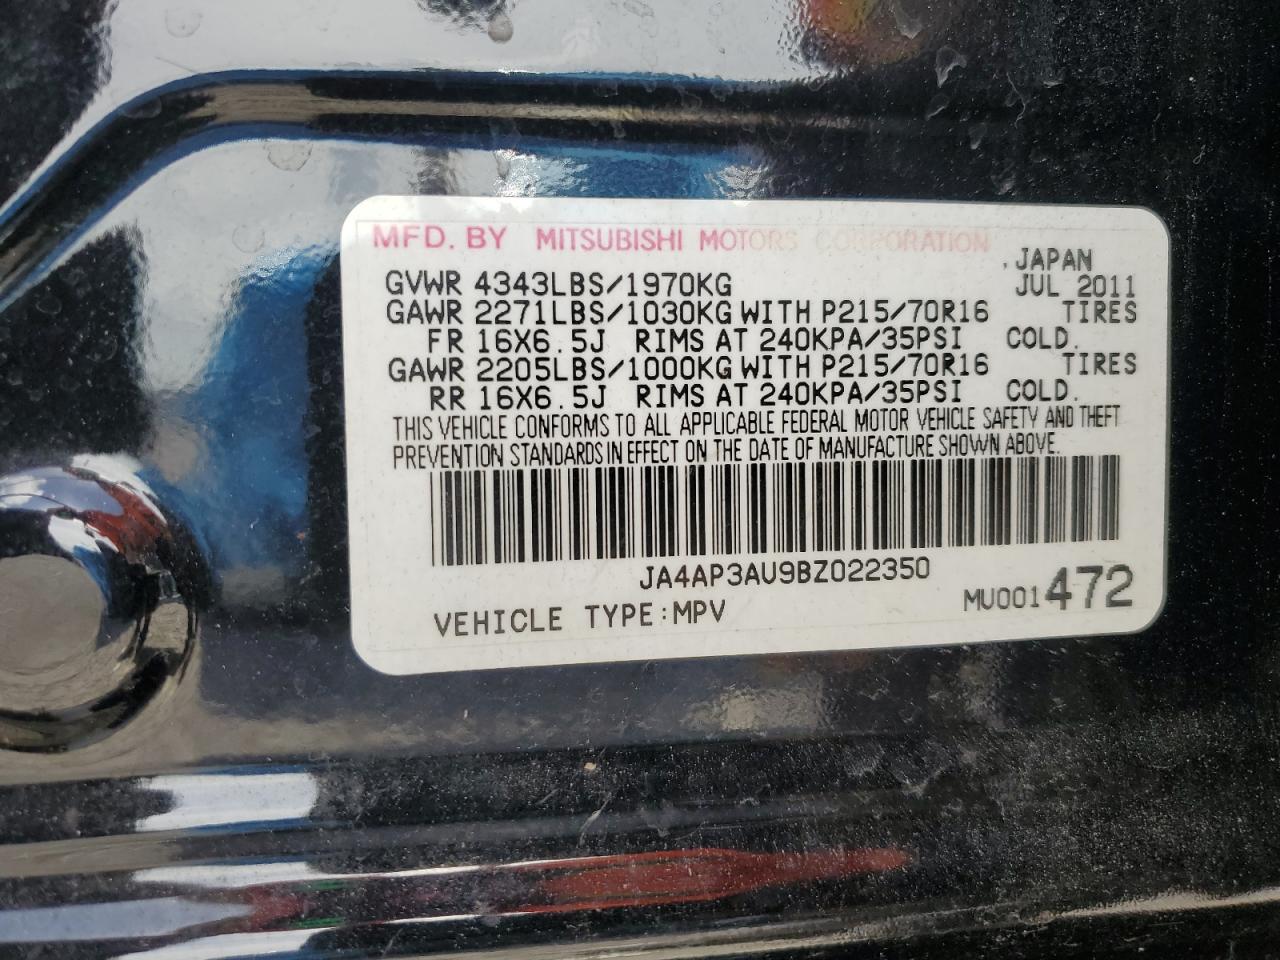 MFD. BY MITSUBISHI MOTORS CORPORATION , JAPAN
GVWR 4343LBS/1970KG JUL 2011
GAWR 2271LBS/1030KG WITH P215/70R16 TIRES
FR 16X6.5J RIMS AT 240KPA/35PSI COLD.
GAWR 2205LBS/1000KG WITH P215/70R16 TIRES
RR 16X6.5J RIMS AT 240KPA/35PSI COLD.
THIS VEHICLE CONFORMS TO ALL APPLICABLE FEDERAL MOTOR VEHICLE SAFETY AND THEFT
PREVENTION STANDARDS IN EFFECT ON THE DATE OF MANUFACTURE SHOWN ABOVE.
JA4AP3AU9BZ022350
VEHICLE TYPE:MPV MU001472